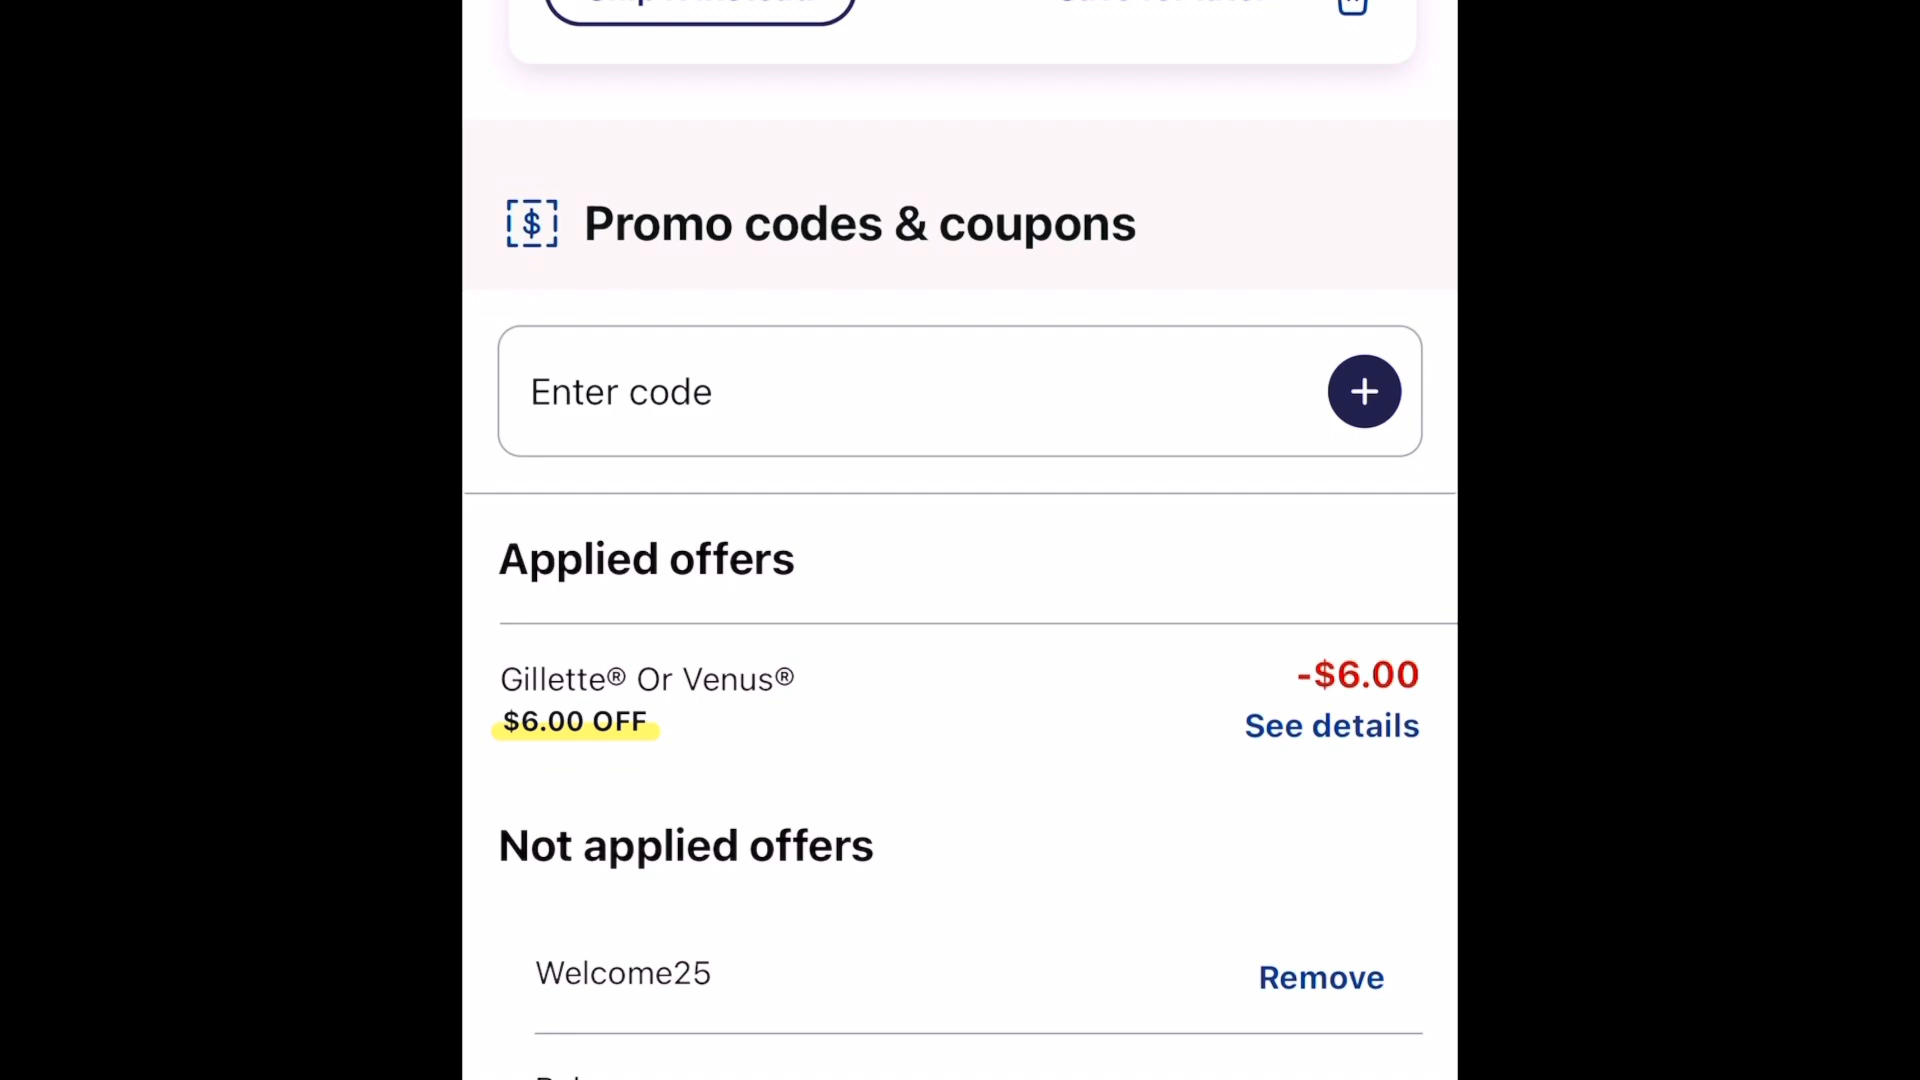 Promo codes & coupons
Enter code
Applied offers
Gillette® Or Venus®
-$6.00
$6.00 OFF
See details
Not applied offers
Welcome25
Remove